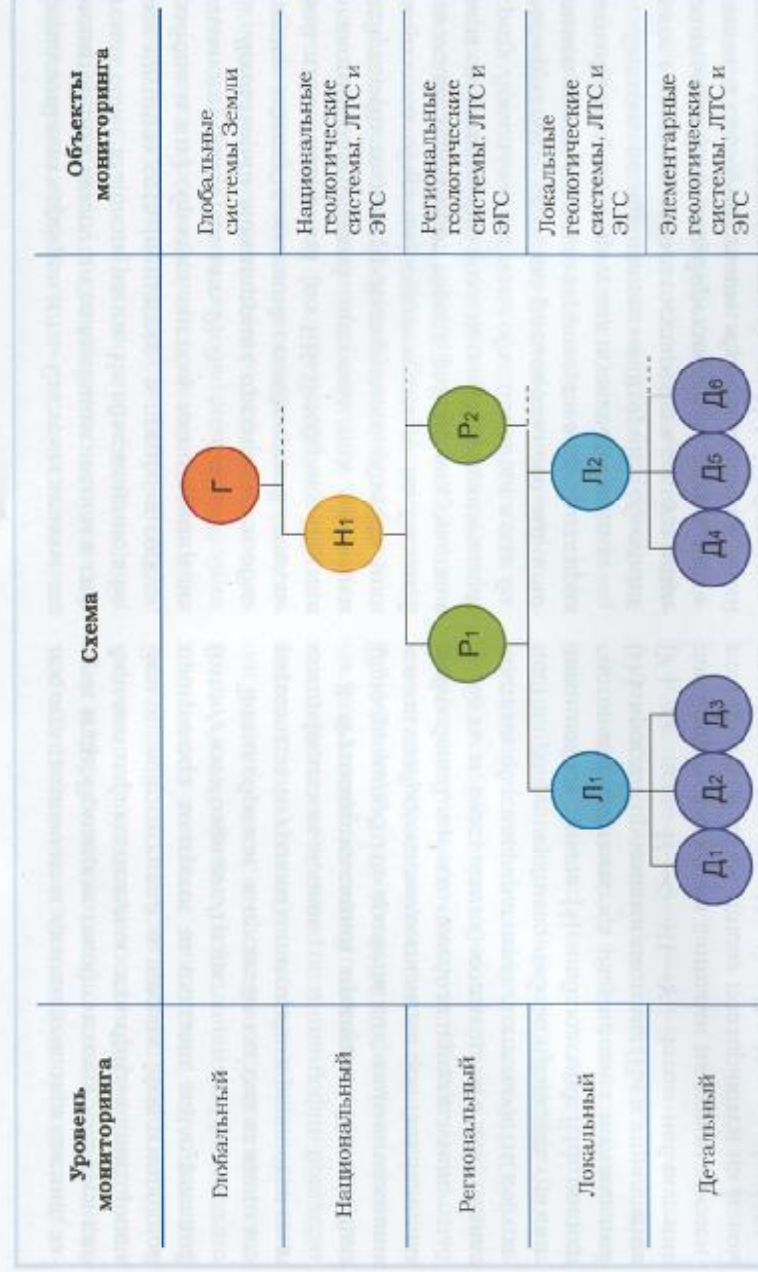 Уровень
мониторинга
Схема
Объекты
мониторинга
Глобальный
Г
Глобальные
системы Земли
Национальный
Н1
Национальные
геологические
системы, ЛТС и
ЭГС
Региональный
Р1 Р2
Региональные
геологические
системы, ЛТС и
ЭГС
Локальный
Л1 Л2
Локальные
геологические
системы, ЛТС и
ЭГС
Детальный
Д1 Д2 Д3 Д4 Д5 Д6
Элементарные
геологические
системы, ЛТС и
ЭГС